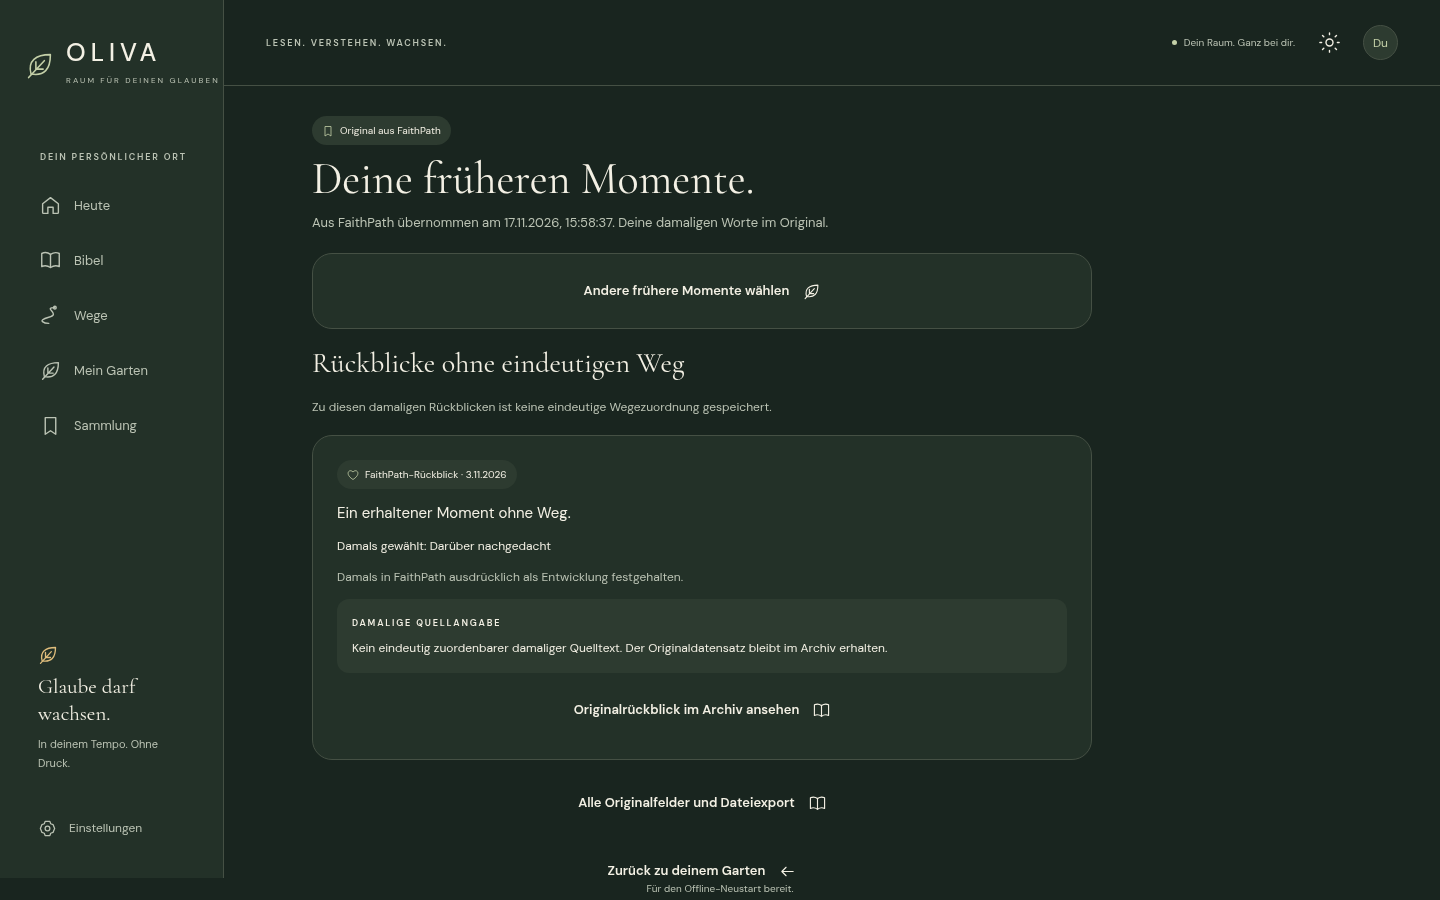 OLIVA
RAUM FÜR DEINEN GLAUBEN
LESEN. VERSTEHEN. WACHSEN.
Dein Raum. Ganz bei dir.
Du
DEIN PERSÖNLICHER ORT
Heute
Bibel
Wege
Mein Garten
Sammlung
Glaube darf
wachsen.
In deinem Tempo. Ohne
Druck.
Einstellungen
Original aus FaithPath
Deine früheren Momente.
Aus FaithPath übernommen am 17.11.2026, 15:58:37. Deine damaligen Worte im Original.
Andere frühere Momente wählen
Rückblicke ohne eindeutigen Weg
Zu diesen damaligen Rückblicken ist keine eindeutige Wegezuordnung gespeichert.
FaithPath-Rückblick · 3.11.2026
Ein erhaltener Moment ohne Weg.
Damals gewählt: Darüber nachgedacht
Damals in FaithPath ausdrücklich als Entwicklung festgehalten.
DAMALIGE QUELLANGABE
Kein eindeutig zuordenbarer damaliger Quelltext. Der Originaldatensatz bleibt im Archiv erhalten.
Originalrückblick im Archiv ansehen
Alle Originalfelder und Dateiexport
Zurück zu deinem Garten
Für den Offline-Neustart bereit.